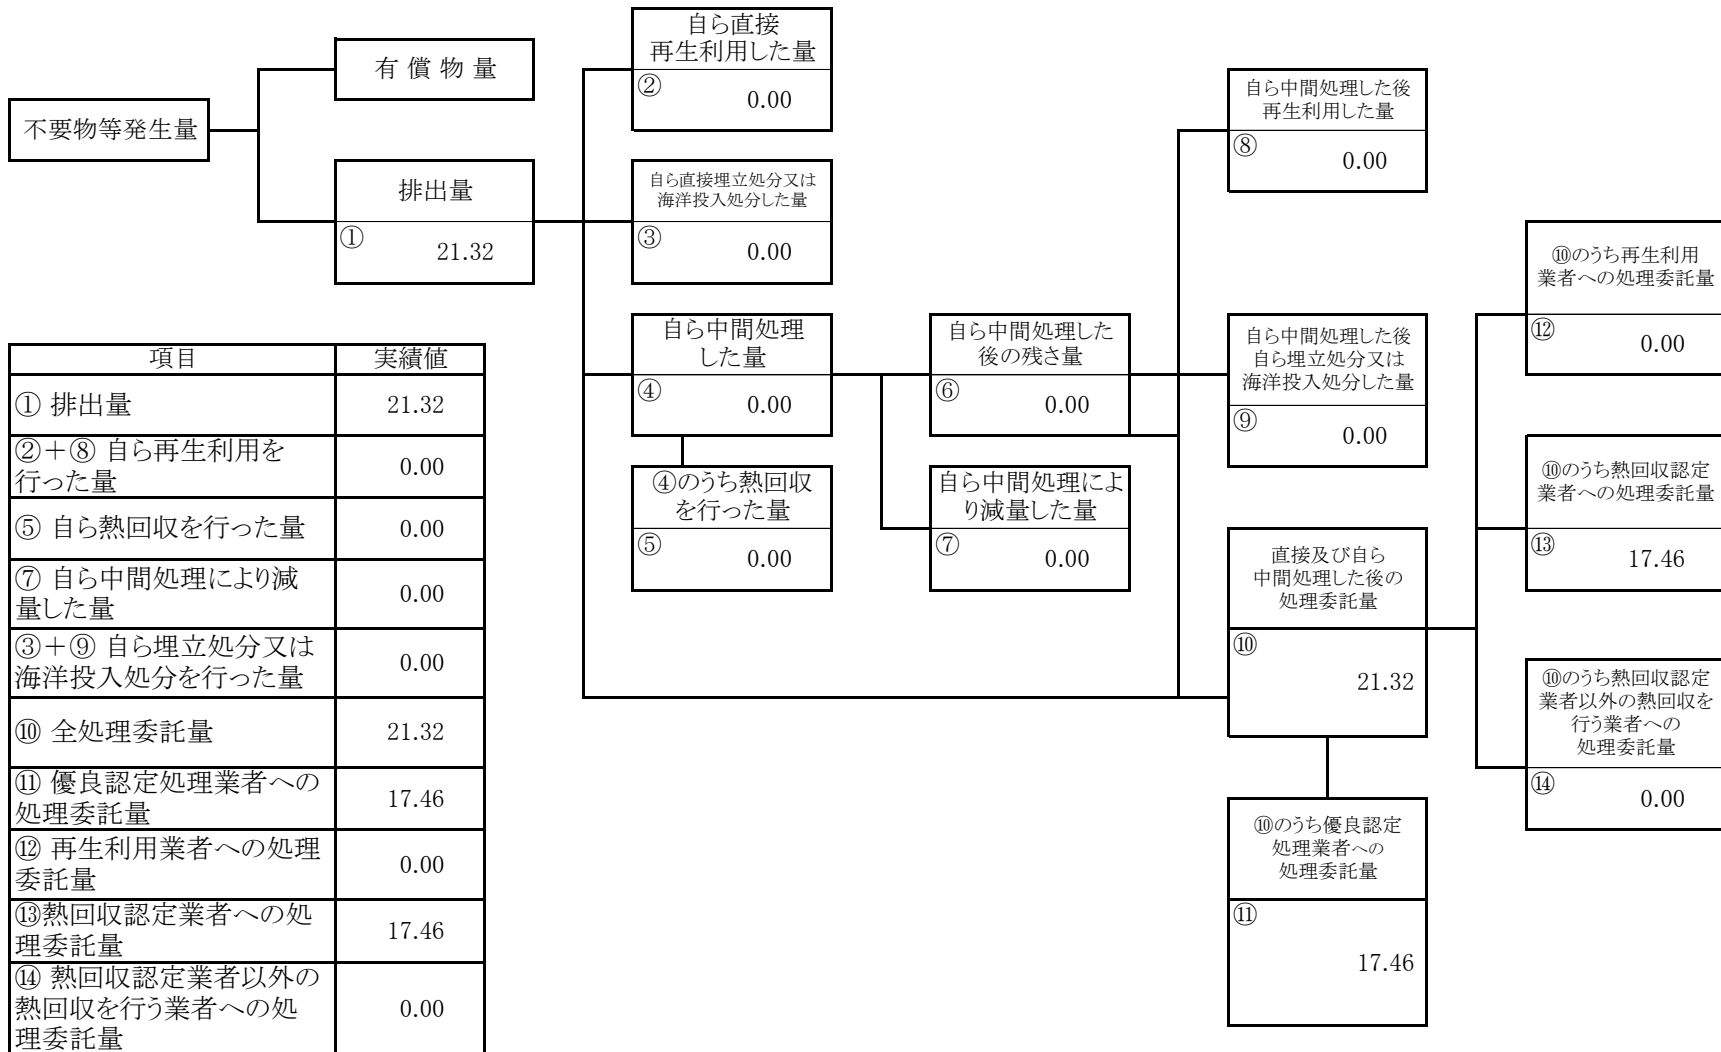 不要物等発生量
有 償 物 量
排出量
①
21.32
自ら直接
再生利用した量
②
0.00
自ら直接埋立処分又は
海洋投入処分した量
③
0.00
自ら中間処理
した量
④
0.00
④のうち熱回収
を行った量
⑤
0.00
自ら中間処理した
後の残さ量
⑥
0.00
自ら中間処理によ
り減量した量
⑦
0.00
自ら中間処理した後
再生利用した量
⑧
0.00
自ら中間処理した後
自ら埋立処分又は
海洋投入処分した量
⑨
0.00
直接及び自ら
中間処理した後の
処理委託量
⑩
21.32
⑩のうち優良認定
処理業者への
処理委託量
⑪
17.46
⑩のうち再生利用
業者への処理委託量
⑫
0.00
⑩のうち熱回収認定
業者への処理委託量
⑬
17.46
⑩のうち熱回収認定
業者以外の熱回収を
行う業者への
処理委託量
⑭
0.00
項目 実績値
① 排出量 21.32
②+⑧ 自ら再生利用を
行った量 0.00
⑤ 自ら熱回収を行った量 0.00
⑦ 自ら中間処理により減
量した量 0.00
③+⑨ 自ら埋立処分又は
海洋投入処分を行った量 0.00
⑩ 全処理委託量 21.32
⑪ 優良認定処理業者への
処理委託量 17.46
⑫ 再生利用業者への処理
委託量 0.00
⑬熱回収認定業者への処
理委託量 17.46
⑭ 熱回収認定業者以外の
熱回収を行う業者への処
理委託量 0.00